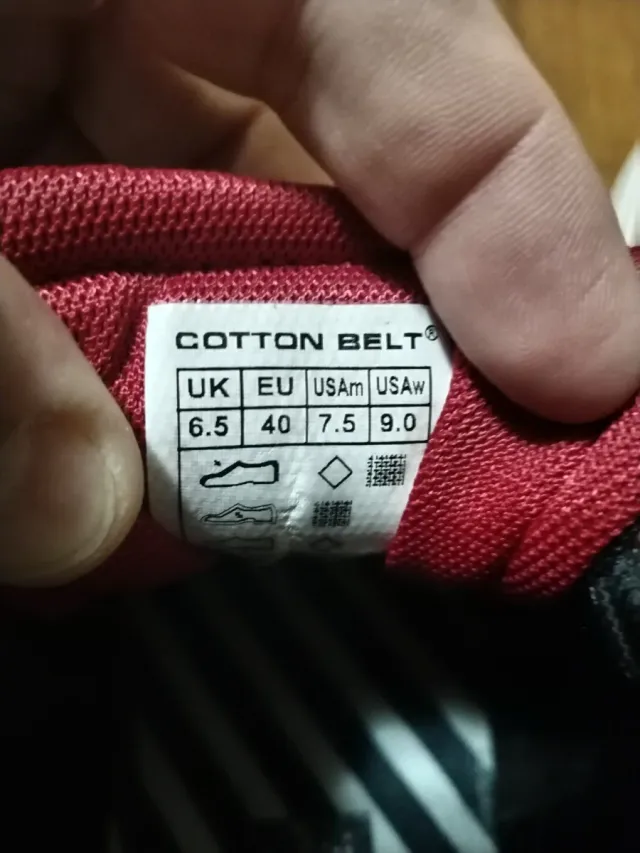 COTTON BELT®
UK EU USAm USAw
6.5 40 7.5 9.0